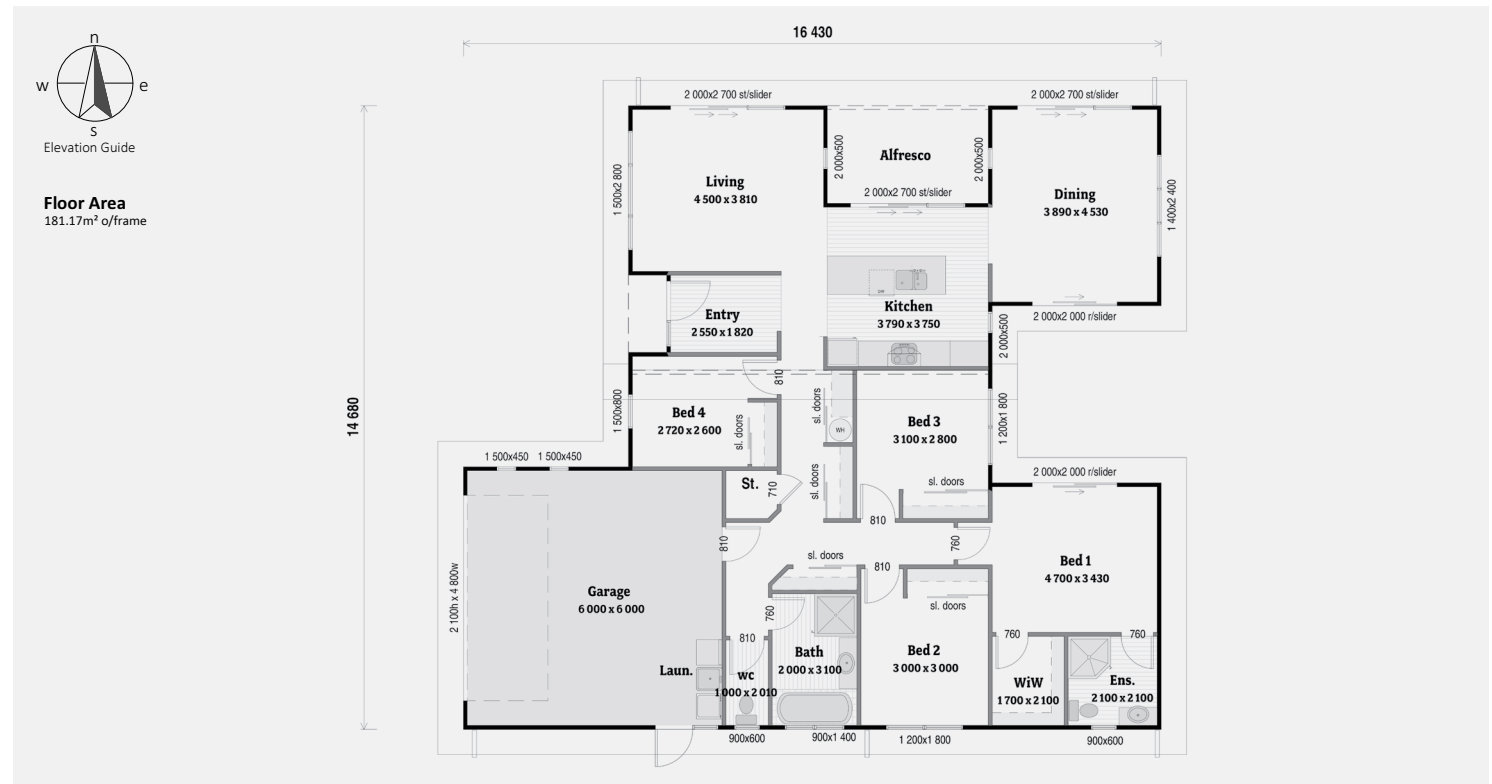 n
w
e
s
Elevation Guide
Floor Area
181.17m² o/frame
16 430
14 680
2 000x2 700 st/slider
2 000x2 700 st/slider
1 500x2 800
Living
4 500 x 3 810
2 000x500
Alfresco
2 000x500
2 000x2 700 st/slider
Dining
3 890 x 4 530
1 400x2 400
DW
Kitchen
3 790 x 3 750
Entry
2 550 x 1 820
2 000x2 000 r/slider
2 000x500
810
1 500x800
Bed 4
2 720 x 2 600
sl. doors
sl. doors
WH
Bed 3
3 100 x 2 800
1 200x1 800
sl. doors
1 500x450
1 500x450
St.
710
sl. doors
810
2 000x2 000 r/slider
810
760
sl. doors
810
Bed 1
4 700 x 3 430
2 100h x 4 800w
Garage
6 000 x 6 000
sl. doors
760
810
760
760
Laun.
wc
1 000 x 2 010
Bath
2 000 x 3 100
Bed 2
3 000 x 3 000
WiW
1 700 x 2 100
Ens.
2 100 x 2 100
900x600
900x1 400
1 200x1 800
900x600